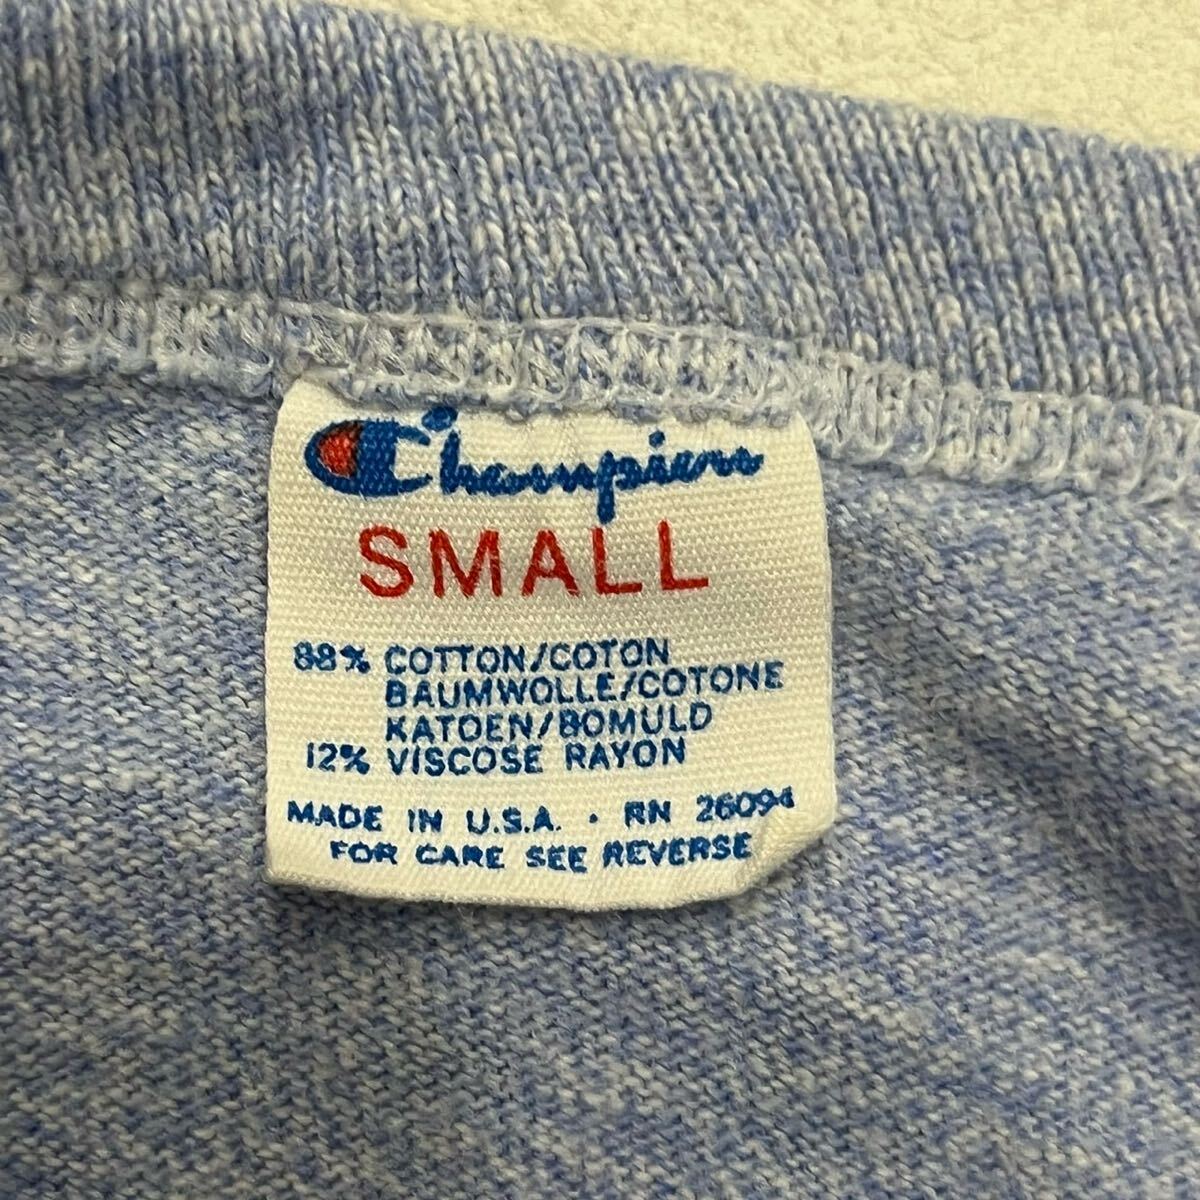 Champion
SMALL
88% COTTON/COTON
BAUMWOLLE/COTONE
KATOEN/BOMULD
12% VISCOSE RAYON
MADE IN U.S.A. • RN 26094
FOR CARE SEE REVERSE